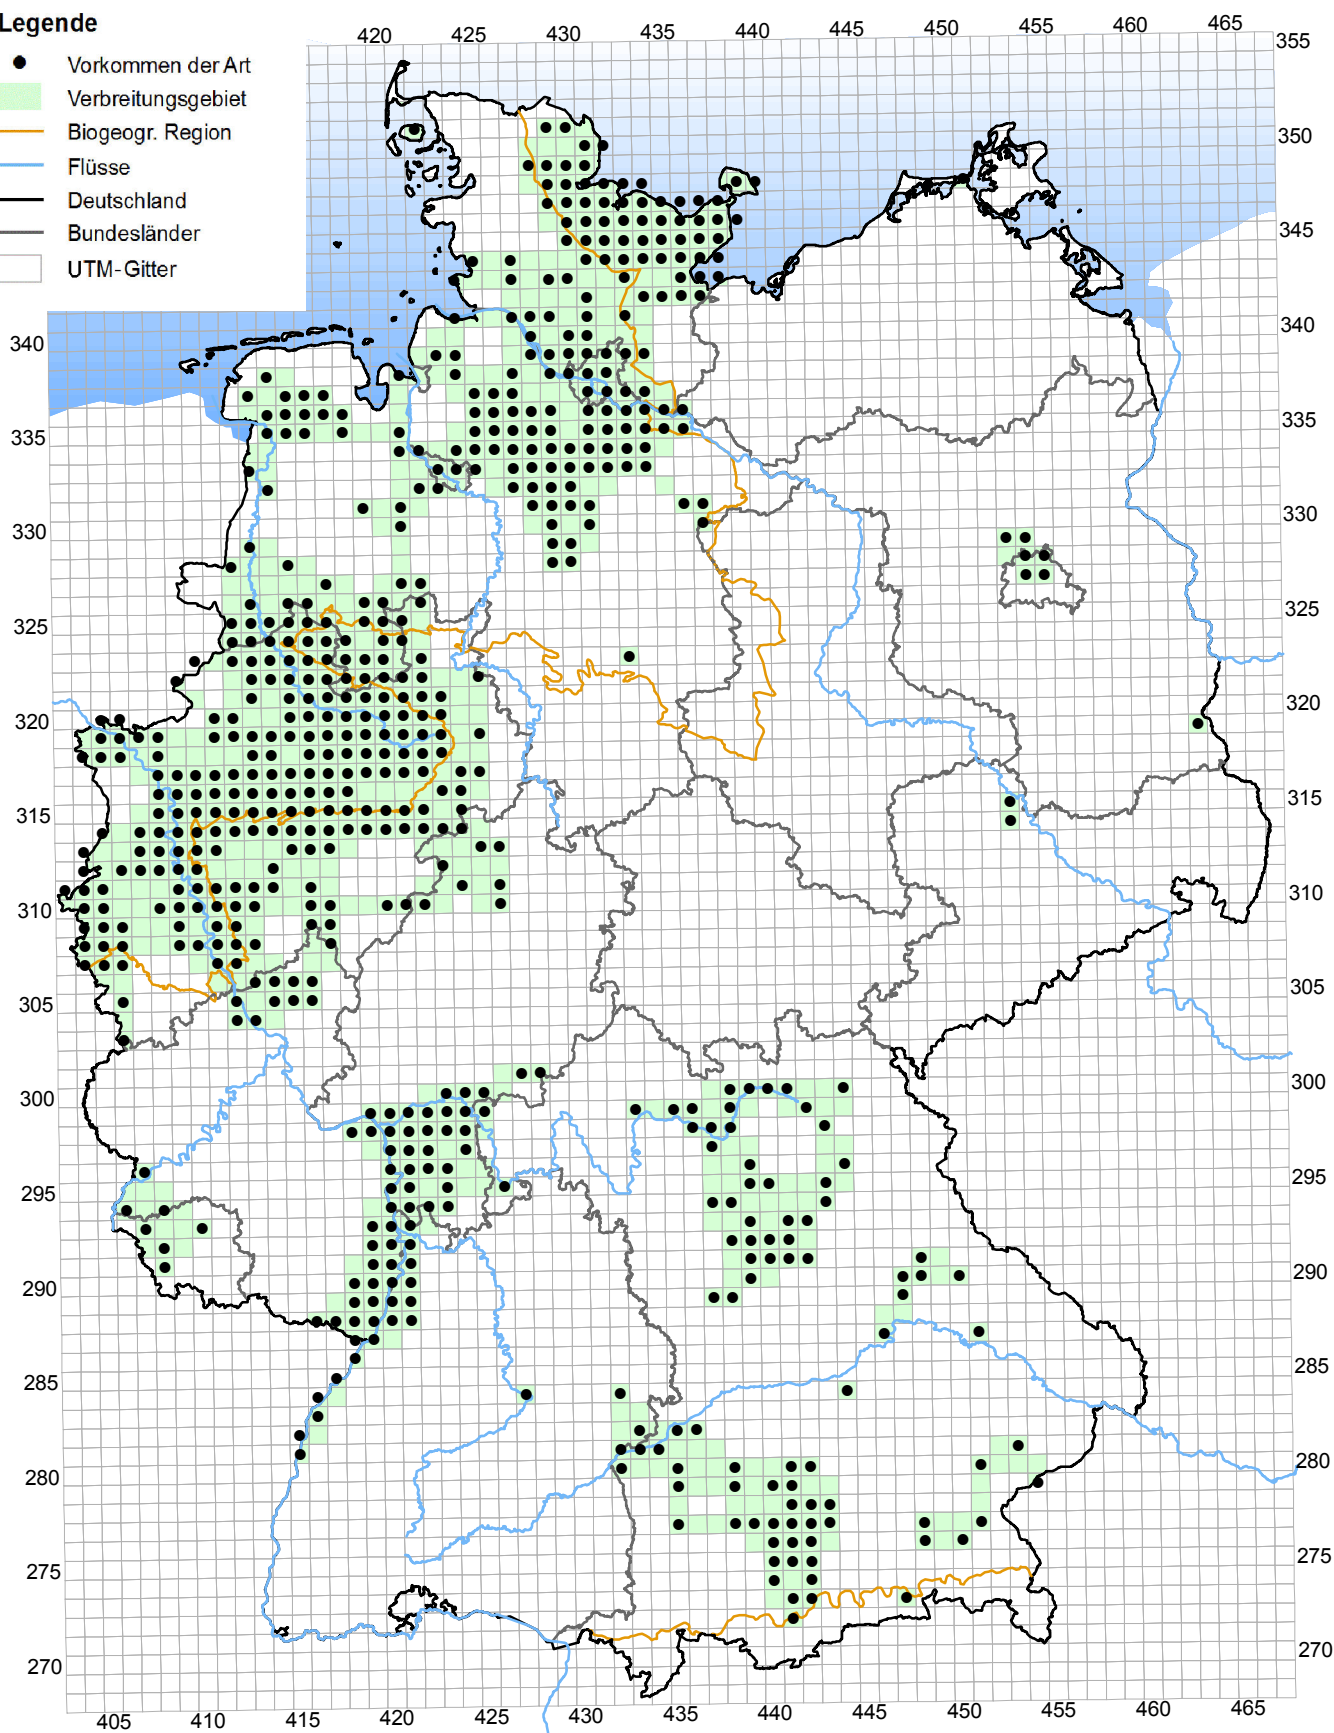 Legende
Vorkommen der Art
Verbreitungsgebiet
Biogeogr. Region
Flüsse
Deutschland
Bundesländer
UTM-Gitter
420 425 430 435 440 445 450 455 460 465
355
350
345
340 340
335 335
330 330
325 325
320 320
315 315
310 310
305 305
300 300
295 295
290 290
285 285
280 280
275 275
270 270
405 410 415 420 425 430 435 440 445 450 455 460 465